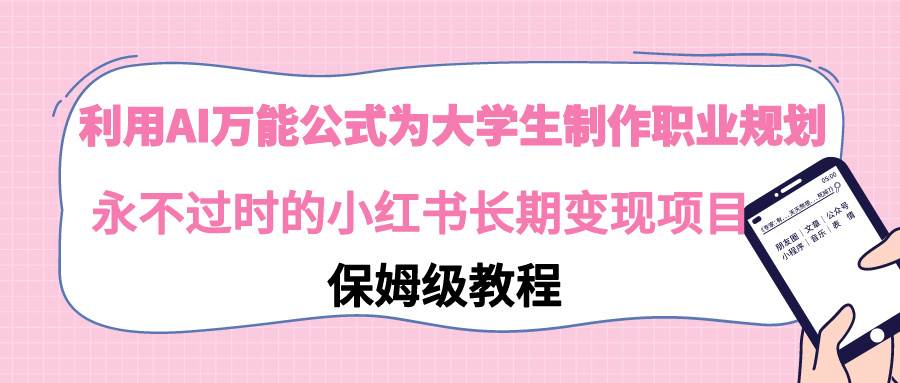 利用AI万能公式为大学生制作职业规划
永不过时的小红书长期变现项目
保姆级教程
05:00
朋友圈 | 文章 | 公众号
小程序 | 音乐 | 表情